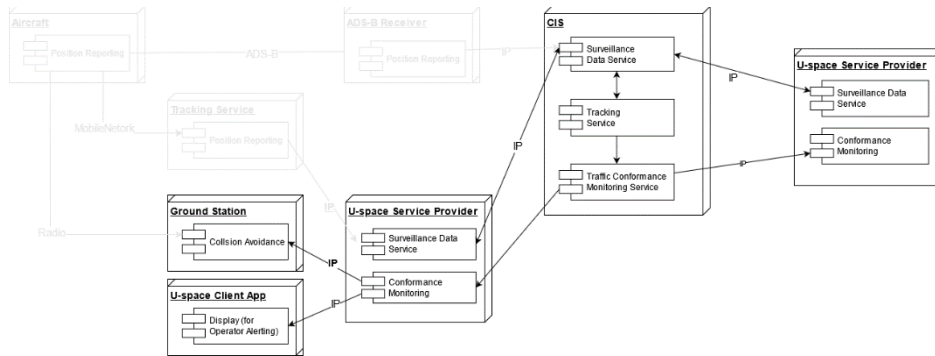 Aircraft
Position Reporting
ADS-B
ADS-B Receiver
Position Reporting
IP
CIS
Surveillance
Data Service
Tracking
Service
Traffic Conformance
Monitoring Service
IP
IP
IP
U-space Service Provider
Surveillance Data
Service
Conformance
Monitoring
MobileNetork
Tracking Service
Position Reporting
IP
Radio
Ground Station
Collsion Avoidance
IP
U-space Client App
Display (for
Operator Alerting)
IP
U-space Service Provider
Surveillance Data
Service
Conformance
Monitoring